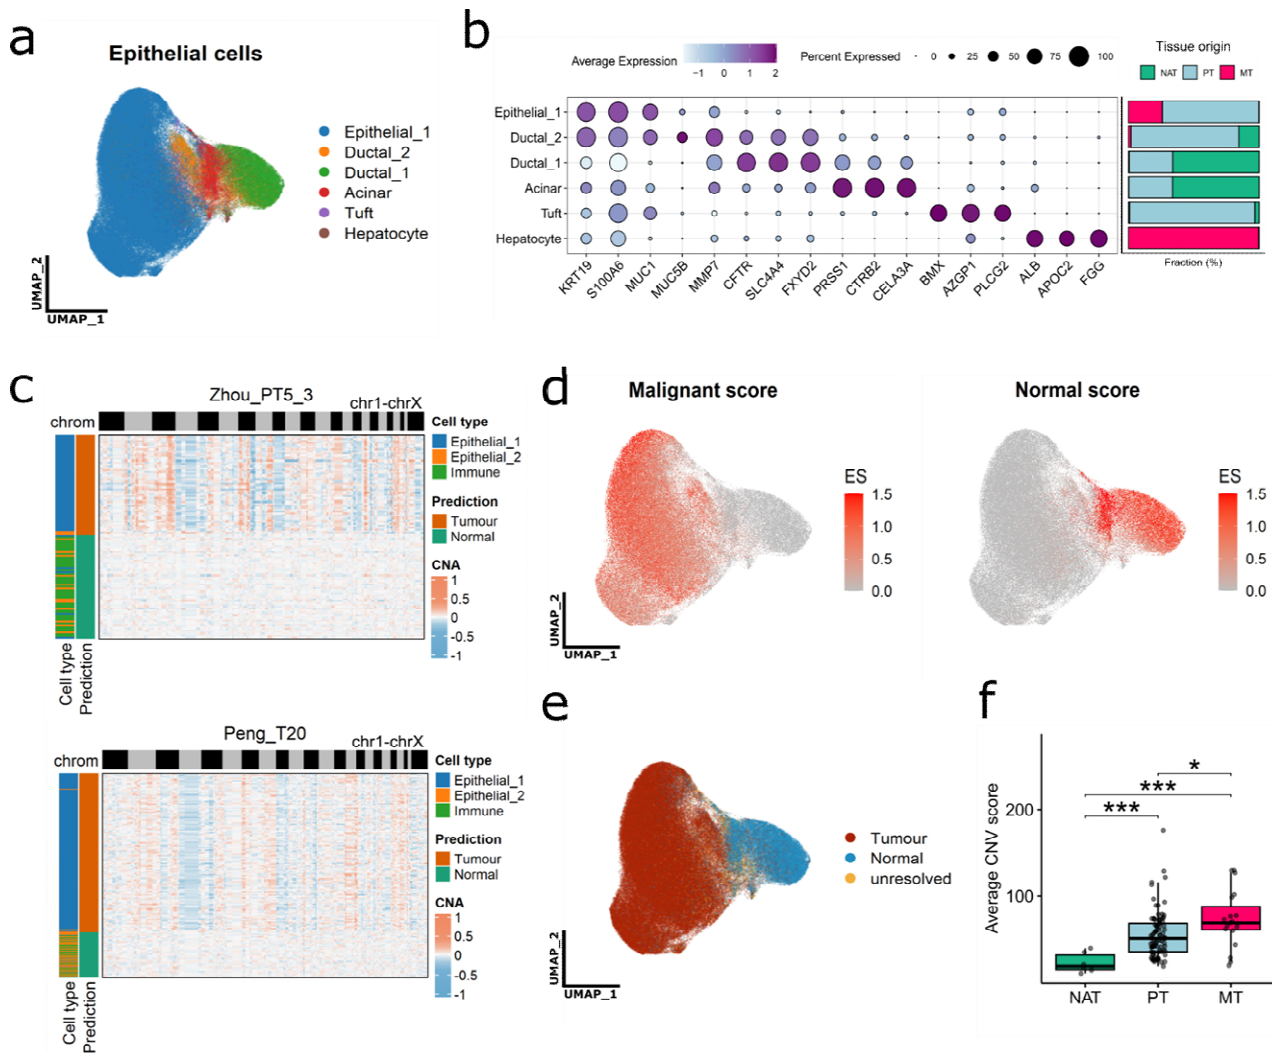 a
Epithelial cells
Epithelial_1
Ductal_2
Ductal_1
Acinar
Tuft
Hepatocyte
UMAP_2
UMAP_1
b
Average Expression
−1 0 1 2
Percent Expressed
0 25 50 75 100
Tissue origin
NAT PT MT
Epithelial_1
Ductal_2
Ductal_1
Acinar
Tuft
Hepatocyte
KRT19 S100A6 MUC1 MUC5B MMP7 CFTR SLC4A4 FXYD2 PRSS1 CTRB2 CELA3A BMX AZGP1 PLCG2 ALB APOC2 FGG
Fraction (%)
c
Zhou_PT5_3
chrom
chr1-chrX
Cell type
Epithelial_1
Epithelial_2
Immune
Prediction
Tumour
Normal
CNA
1
0.5
0
-0.5
-1
Cell type
Prediction
Peng_T20
chrom
chr1-chrX
Cell type
Epithelial_1
Epithelial_2
Immune
Prediction
Tumour
Normal
CNA
1
0.5
0
-0.5
-1
Cell type
Prediction
d
Malignant score
ES
1.5
1.0
0.5
0.0
UMAP_2
UMAP_1
Normal score
ES
1.5
1.0
0.5
0.0
e
Tumour
Normal
unresolved
UMAP_2
UMAP_1
f
Average CNV score
200
100
*
***
***
NAT PT MT